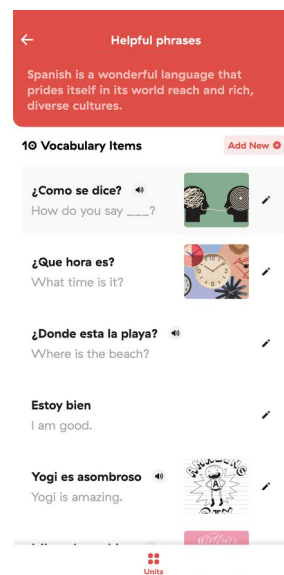 Helpful phrases
Spanish is a wonderful language that
prides itself in its world reach and rich,
diverse cultures.
10 Vocabulary Items
Add New
¿Como se dice?
How do you say ___?
¿Que hora es?
What time is it?
¿Donde esta la playa?
Where is the beach?
Estoy bien
I am good.
Yogi es asombroso
Yogi is amazing.
AMAZING
A
Units